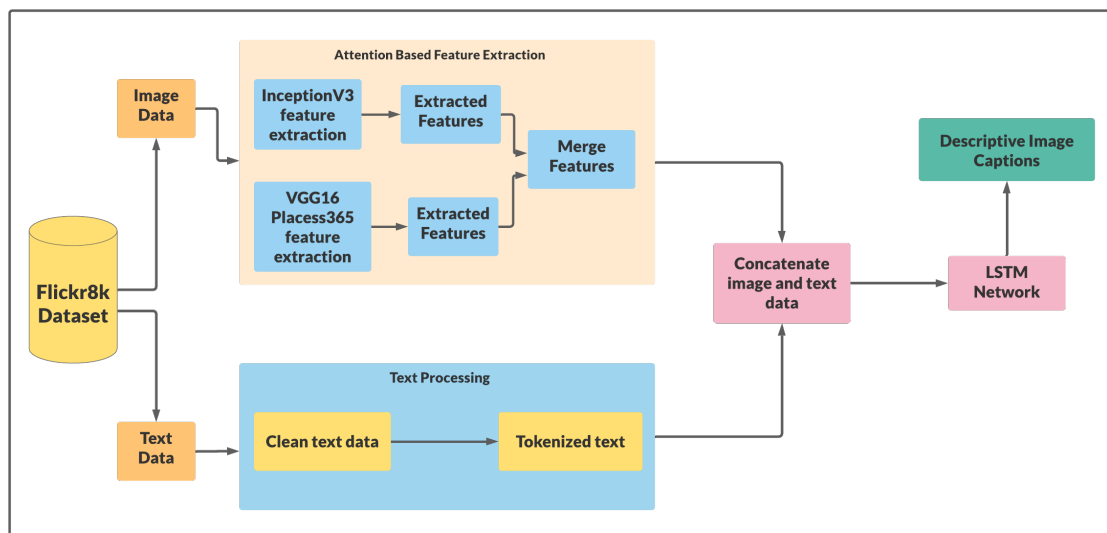 Attention Based Feature Extraction
Image
Data
InceptionV3
feature
extraction
Extracted
Features
Merge
Features
VGG16
Placess365
feature
extraction
Extracted
Features
Descriptive Image
Captions
Flickr8k
Dataset
Concatenate
image and text
data
LSTM
Network
Text Processing
Text
Data
Clean text data
Tokenized text